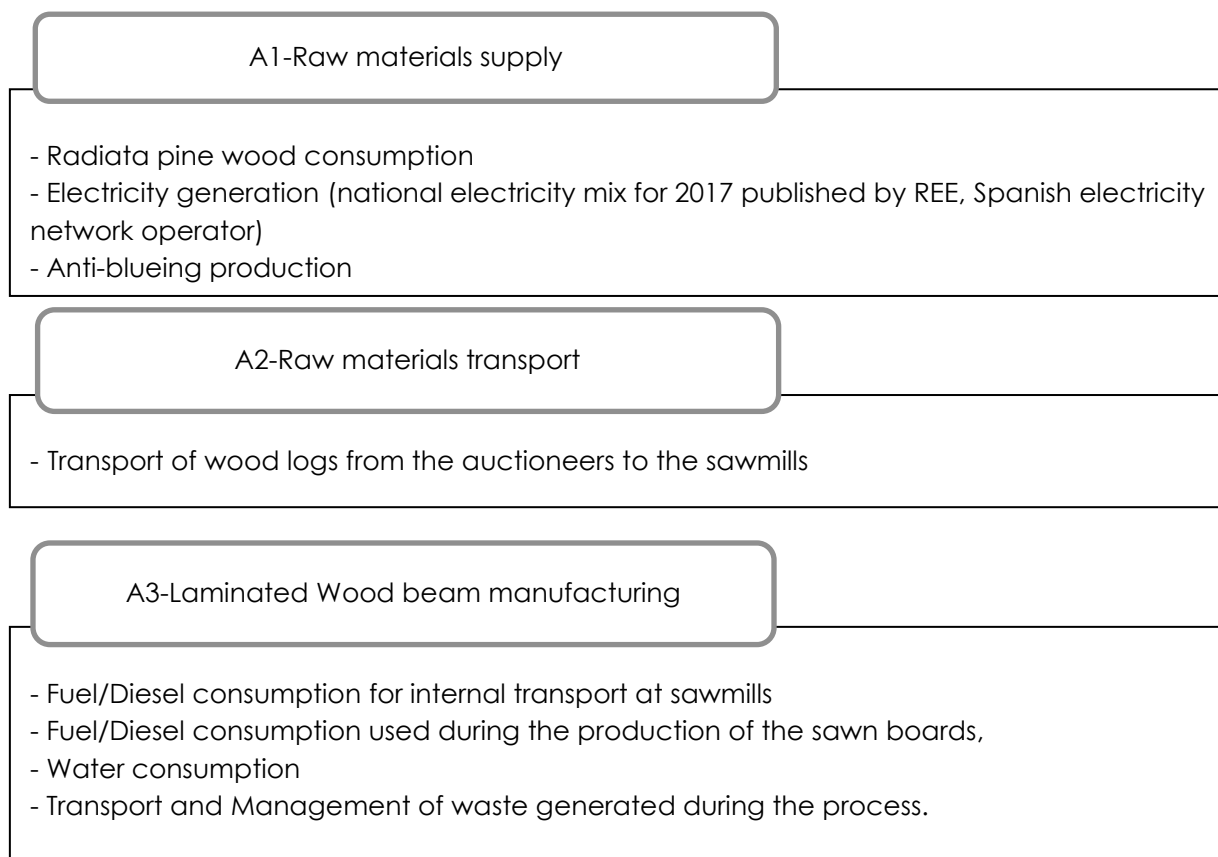 A1-Raw materials supply
- Radiata pine wood consumption
- Electricity generation (national electricity mix for 2017 published by REE, Spanish electricity
network operator)
- Anti-blueing production
A2-Raw materials transport
- Transport of wood logs from the auctioneers to the sawmills
A3-Laminated Wood beam manufacturing
- Fuel/Diesel consumption for internal transport at sawmills
- Fuel/Diesel consumption used during the production of the sawn boards,
- Water consumption
- Transport and Management of waste generated during the process.